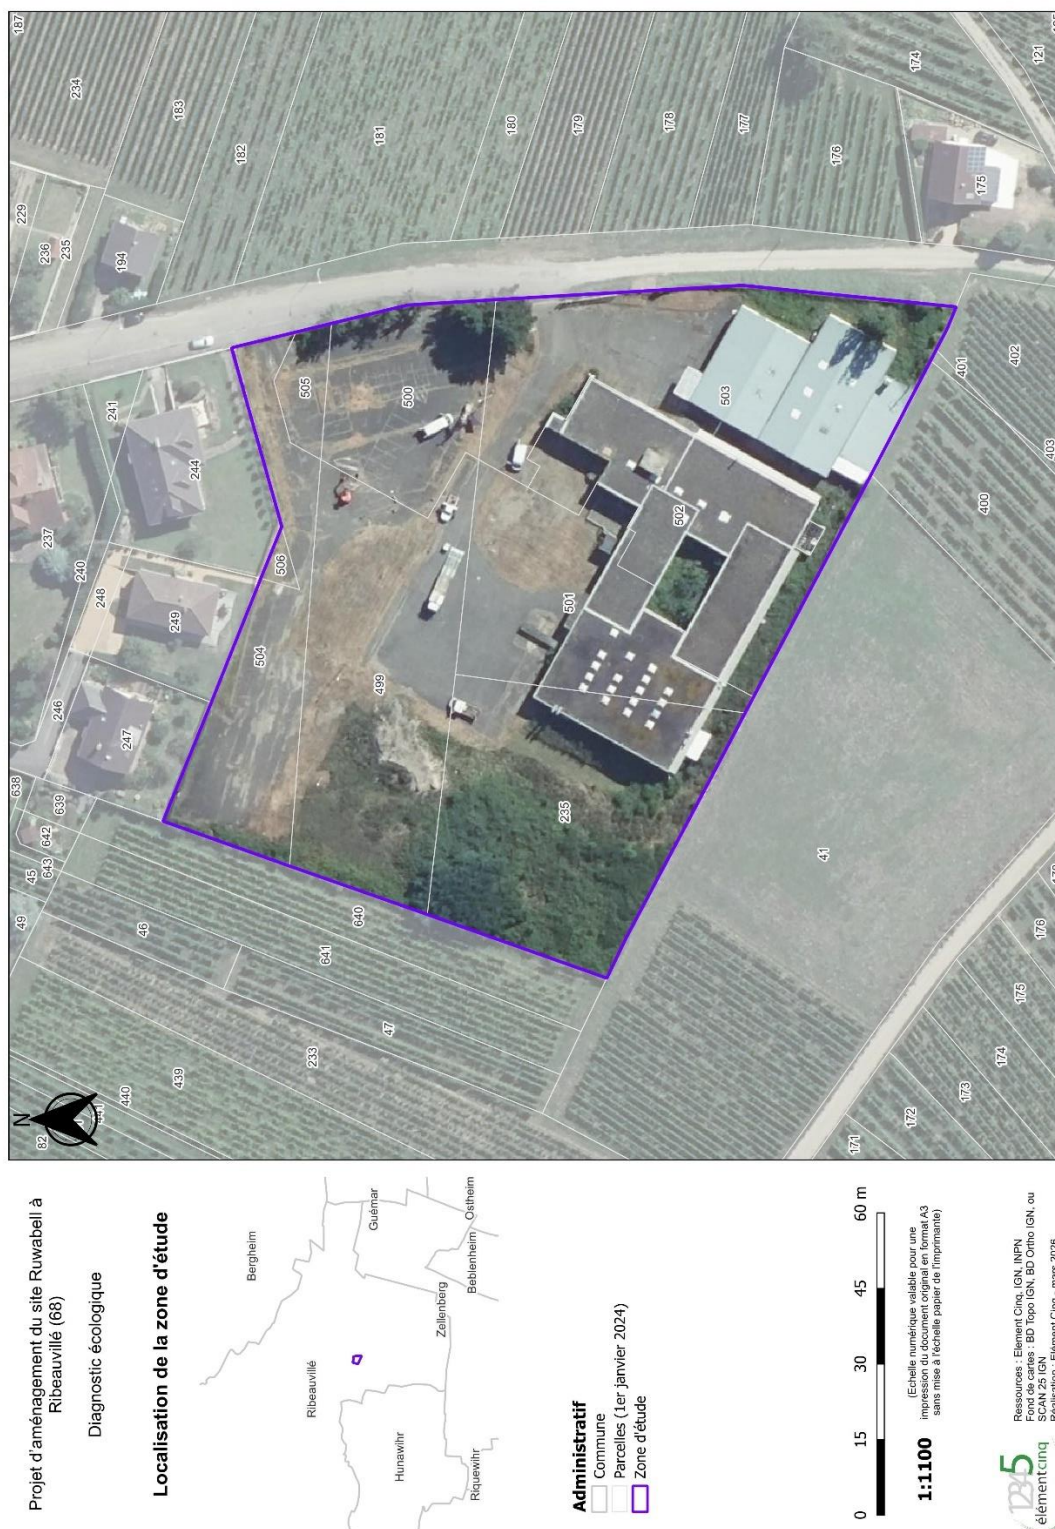 Projet d'aménagement du site Ruwabell à
Ribeauvillé (68)
Diagnostic écologique
Localisation de la zone d'étude
Bergheim
Ribeauvillé
Guémar
Hunawihr
Zellenberg
Beblenheim
Ostheim
Riquewihr
Administratif
Commune
Parcelles (1er janvier 2024)
Zone d'étude
0 15 30 45 60 m
1:1100
(Echelle numérique valable pour une
impression du document original en format A3
sans mise à l'échelle papier de l'imprimante)
12345
élémentcinq
Ressources : Element Cinq, IGN, INPN
Fond de cartes : BD Topo IGN, BD Ortho IGN, ou
SCAN 25 IGN
Réalisation : Elément Cinq - mars 2026
N
82
440
439
233
47
46
641
640
49
45
643
642
639
638
246
247
248
249
240
237
241
244
229
236
235
194
187
234
183
182
181
180
179
178
177
176
174
121
175
504
506
505
500
499
501
502
503
235
41
401
402
403
400
171
172
173
174
175
176